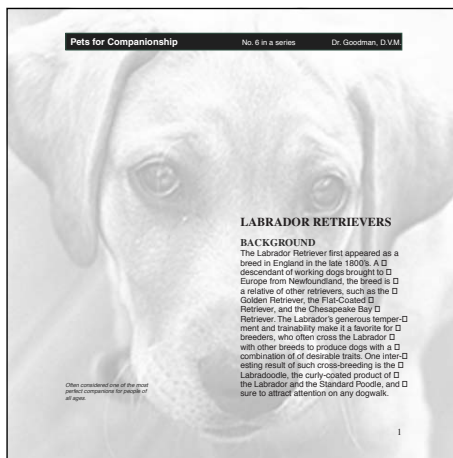 Pets for Companionship No. 6 in a series Dr. Goodman, D.V.M.
LABRADOR RETRIEVERS
BACKGROUND
The Labrador Retriever first appeared as a
breed in England in the late 1800's. A □
descendant of working dogs brought to □
Europe from Newfoundland, the breed is □
a relative of other retrievers, such as the □
Golden Retriever, the Flat-Coated □
Retriever, and the Chesapeake Bay □
Retriever. The Labrador's generous temper-□
ment and trainability make it a favorite for □
breeders, who often cross the Labrador □
with other breeds to produce dogs with a □
combination of of desirable traits. One inter-□
esting result of such cross-breeding is the □
Labradoodle, the curly-coated product of □
the Labrador and the Standard Poodle, and □
sure to attract attention on any dogwalk.
Often considered one of the most
perfect companions for people of
all ages.
1